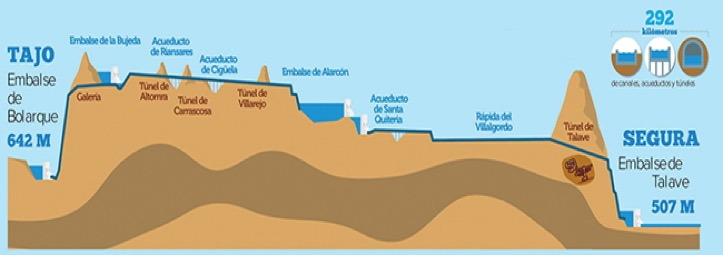 292
kilómetros
de canales, acueductos y túneles
TAJO
Embalse
de
Bolarque
642 M
Embalse de la Bujeda
Galería
Acueducto
de Riansares
Túnel de
Altomira
Acueducto
de Cigüela
Túnel de
Carrascosa
Túnel de
Villarejo
Embalse de Alarcón
Acueducto
de Santa
Quiteria
Rápida del
Villalgordo
Túnel de
Talave
SEGURA
Embalse de
Talave
507 M